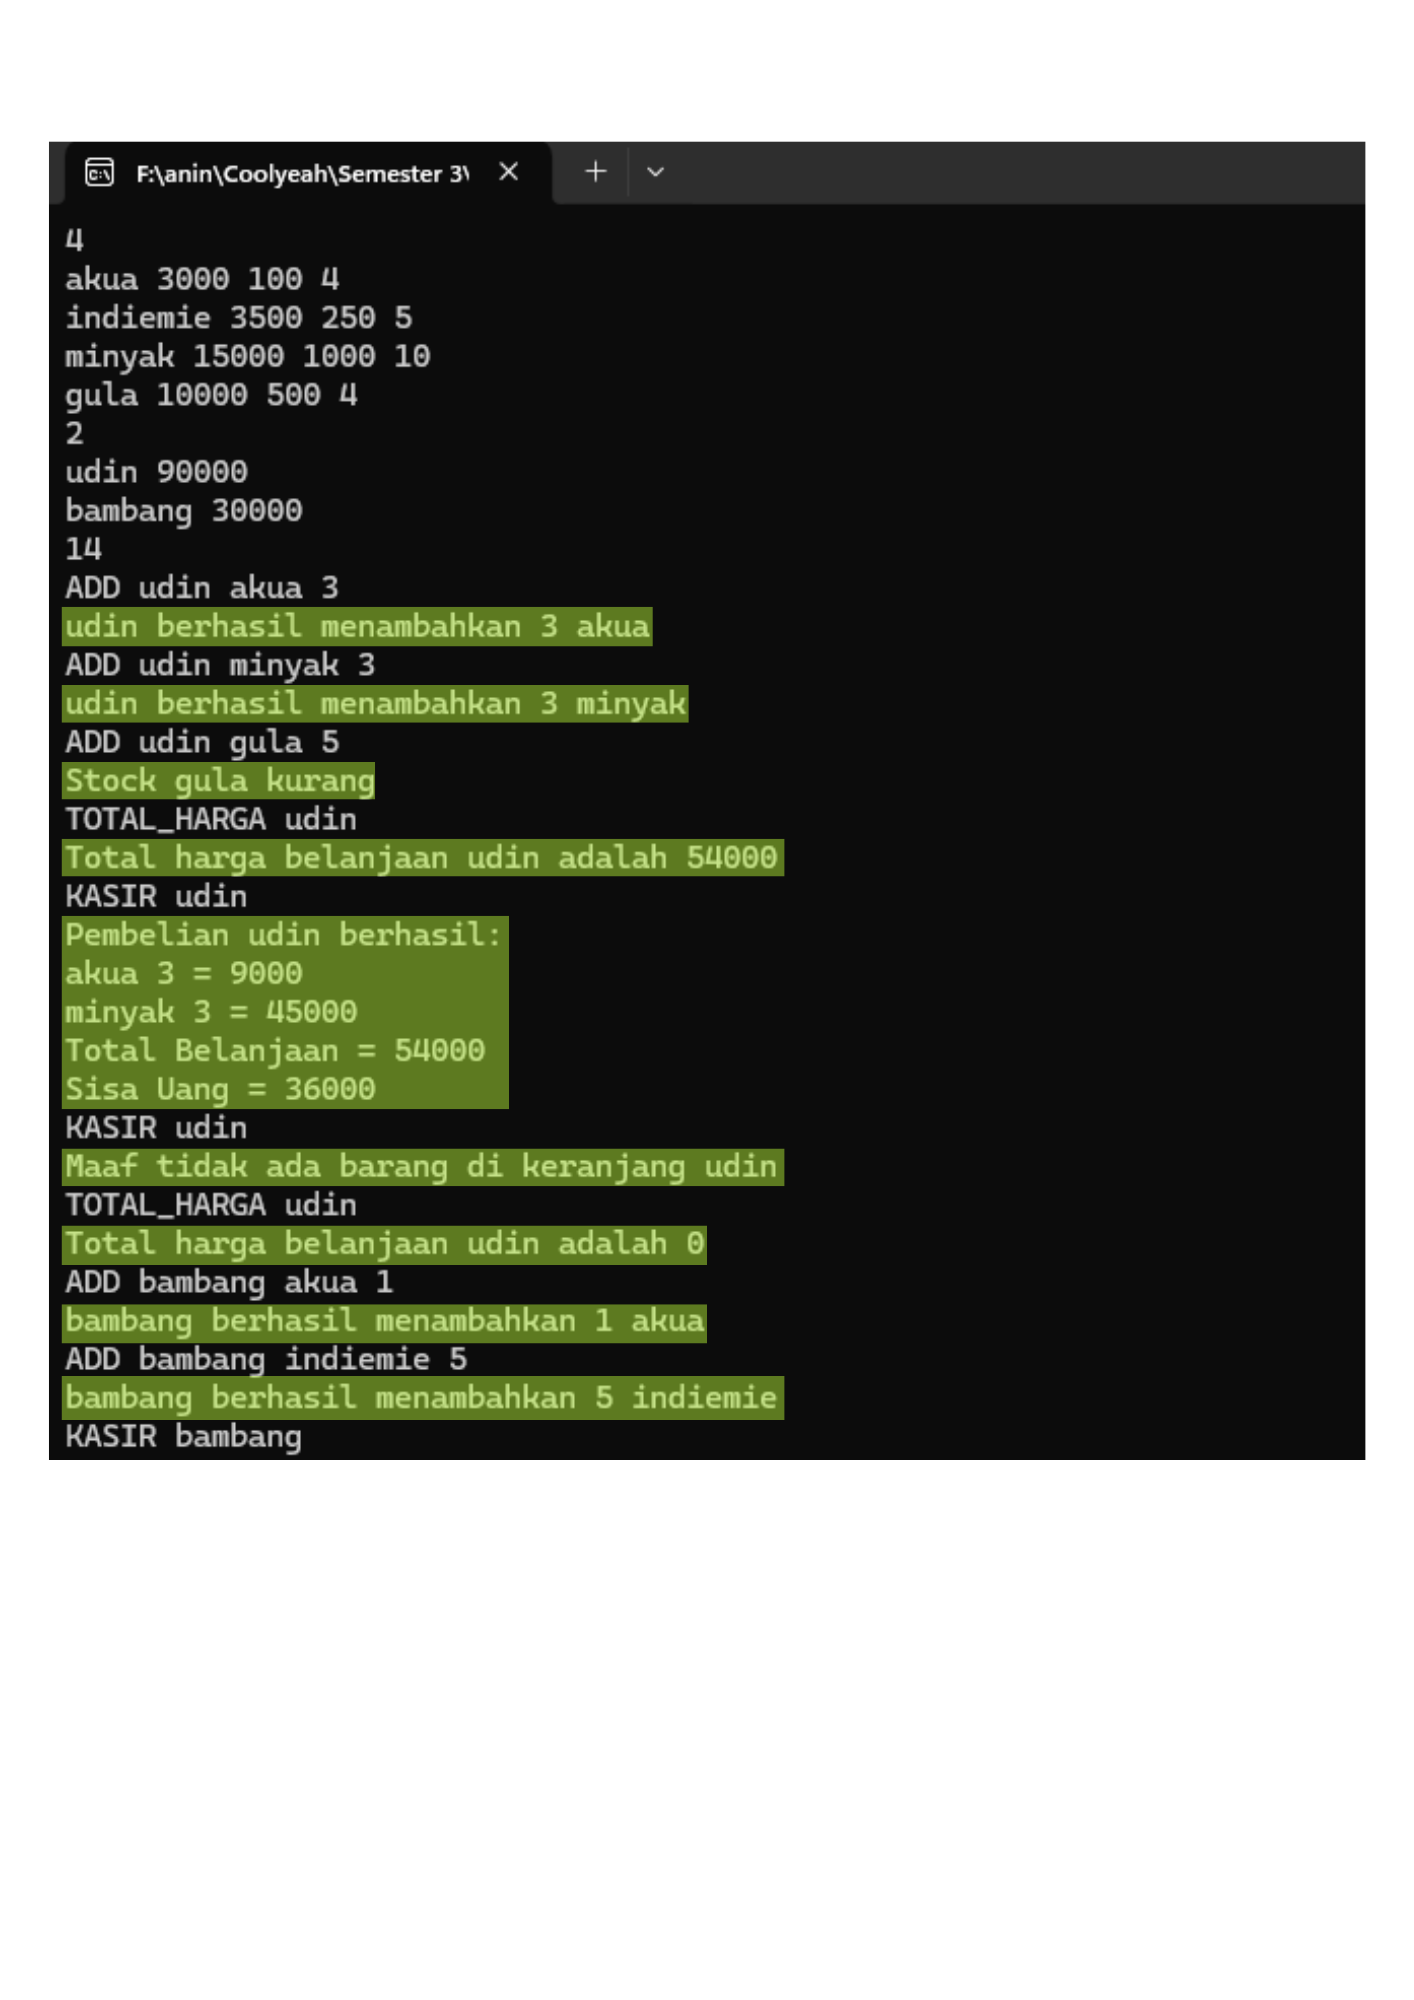 F:\anin\Coolyeah\Semester 3\
4
akua 3000 100 4
indiemie 3500 250 5
minyak 15000 1000 10
gula 10000 500 4
2
udin 90000
bambang 30000
14
ADD udin akua 3
udin berhasil menambahkan 3 akua
ADD udin minyak 3
udin berhasil menambahkan 3 minyak
ADD udin gula 5
Stock gula kurang
TOTAL_HARGA udin
Total harga belanjaan udin adalah 54000
KASIR udin
Pembelian udin berhasil:
akua 3 = 9000
minyak 3 = 45000
Total Belanjaan = 54000
Sisa Uang = 36000
KASIR udin
Maaf tidak ada barang di keranjang udin
TOTAL_HARGA udin
Total harga belanjaan udin adalah 0
ADD bambang akua 1
bambang berhasil menambahkan 1 akua
ADD bambang indiemie 5
bambang berhasil menambahkan 5 indiemie
KASIR bambang